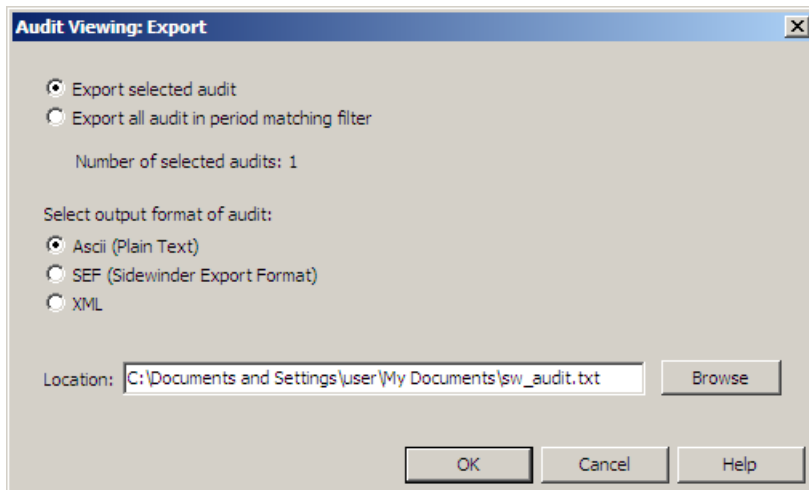 Audit Viewing: Export
Export selected audit
Export all audit in period matching filter
Number of selected audits: 1
Select output format of audit:
Ascii (Plain Text)
SEF (Sidewinder Export Format)
XML
Location: C:\Documents and Settings\user\My Documents\sw_audit.txt Browse
OK Cancel Help